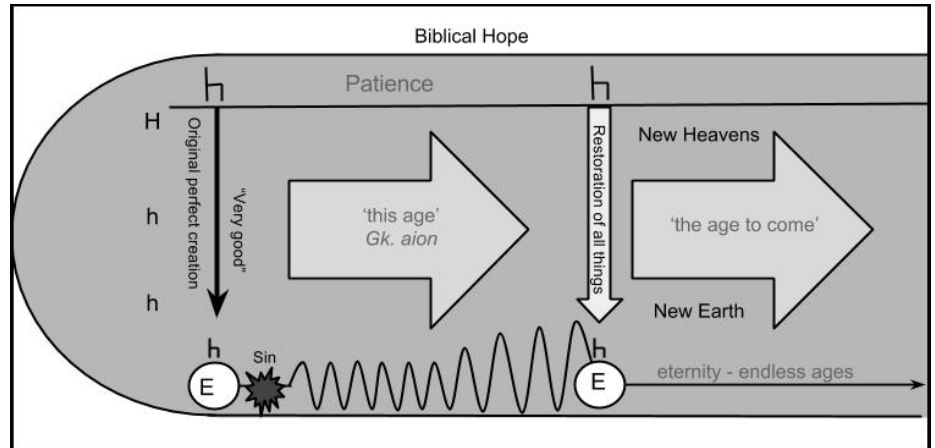 Biblical Hope
Patience
H
h
h
Original perfect creation
"Very good"
'this age'
Gk. aion
Restoration of all things
New Heavens
'the age to come'
New Earth
h
E
Sin
h
E
eternity - endless ages